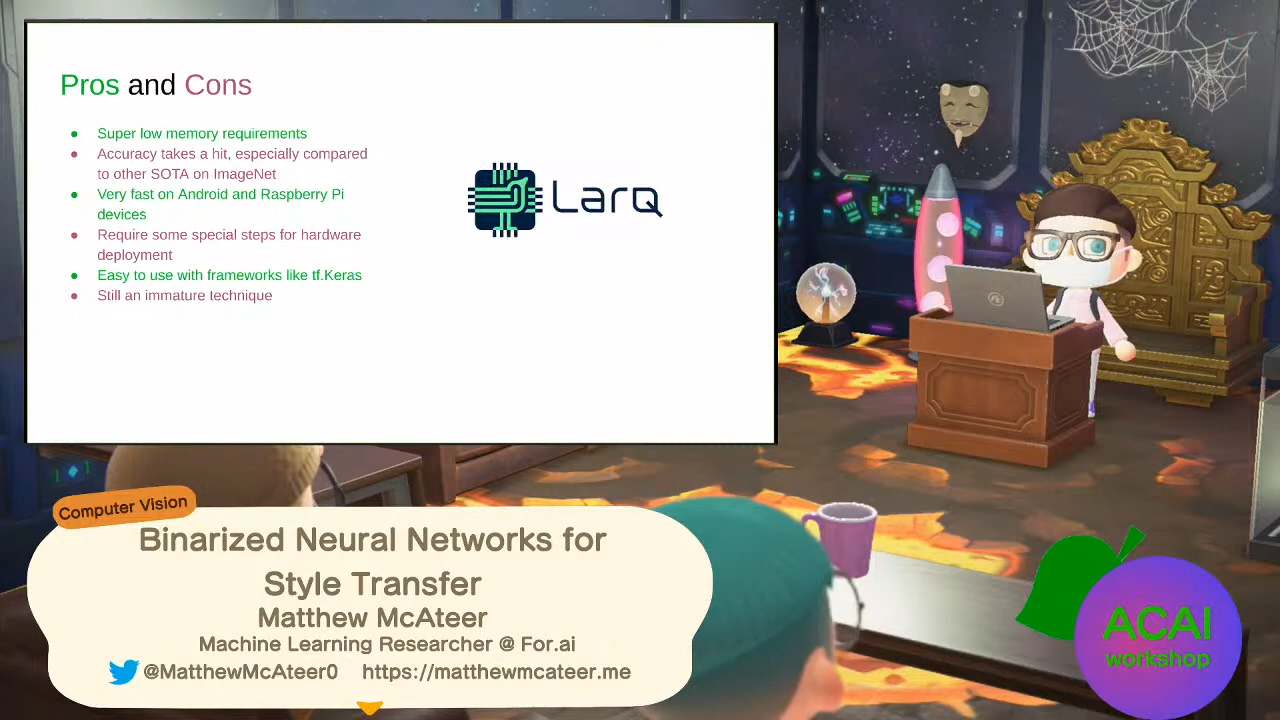 Pros and Cons
● Super low memory requirements
● Accuracy takes a hit, especially compared
to other SOTA on ImageNet
● Very fast on Android and Raspberry Pi
devices
● Require some special steps for hardware
deployment
● Easy to use with frameworks like tf.Keras
● Still an immature technique
Larq
Computer Vision
Binarized Neural Networks for
Style Transfer
Matthew McAteer
Machine Learning Researcher @ For.ai
@MatthewMcAteer0 https://matthewmcateer.me
ACAI
workshop